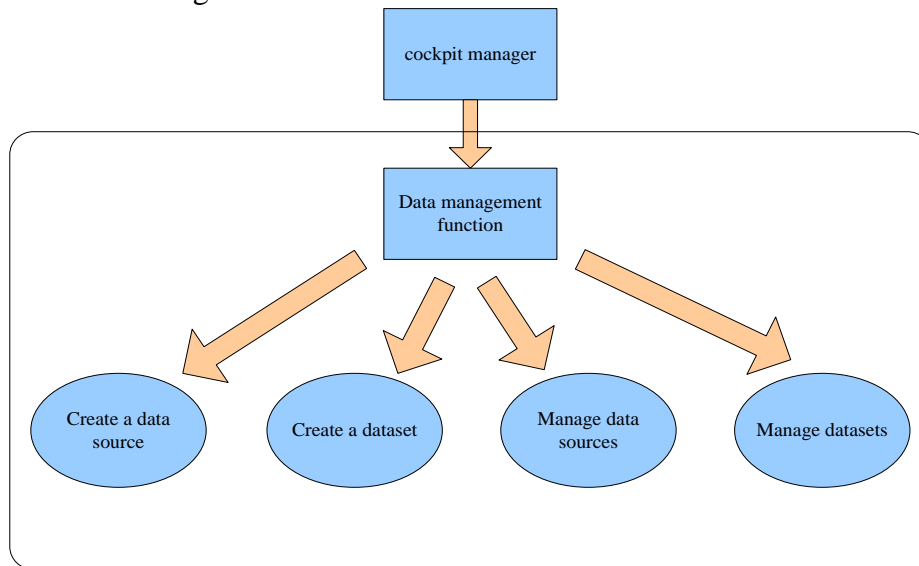 cockpit manager
Data management
function
Create a data
source
Create a dataset
Manage data
sources
Manage datasets